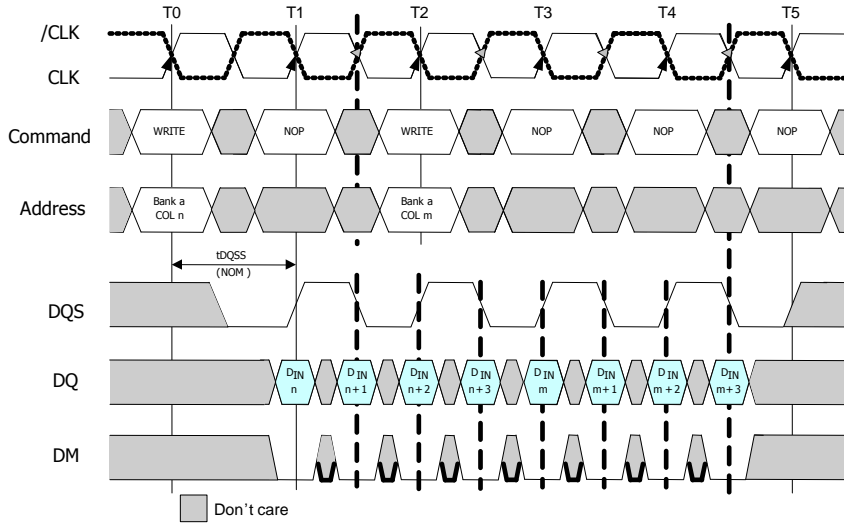 T0 T1 T2 T3 T4 T5
/CLK
CLK
Command
WRITE NOP WRITE NOP NOP NOP
Address
Bank a
COL n
Bank a
COL m
tDQSS
(NOM )
DQS
DQ
DIN
n
DIN
n+1
DIN
n+2
DIN
n+3
DIN
m
DIN
m+1
DIN
m+2
DIN
m+3
DM
Don't care